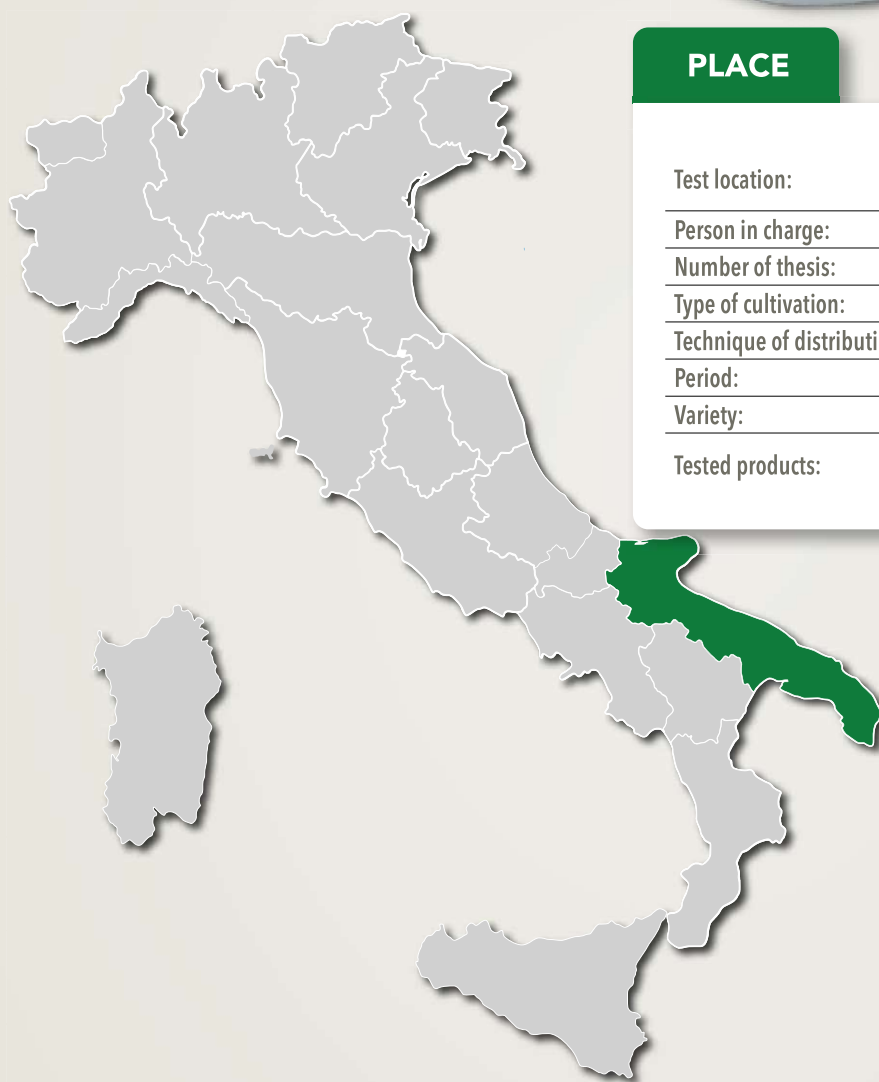 PLACE
Test location:
Person in charge:
Number of thesis:
Type of cultivation:
Technique of distributi
Period:
Variety:
Tested products: